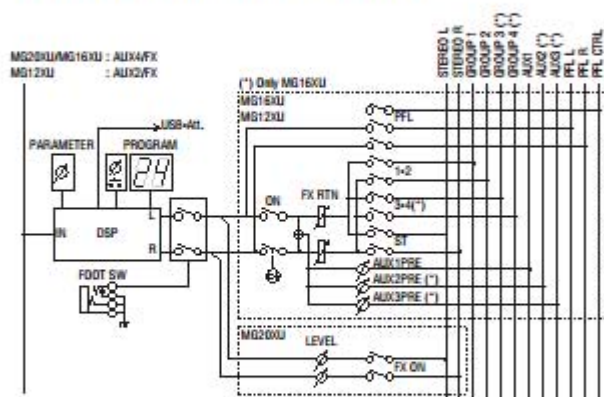 MG20XU/MG16XU : AUX4/FX
MG12XU : AUX2/FX
STEREO L
STEREO R
GROUP 1
GROUP 2
GROUP 3 (*)
GROUP 4 (*)
AUX1
AUX2 (*)
AUX3 (*)
PFL L
PFL R
PFL CTRL
(*) Only MG16XU
MG16XU
MG12XU
PFL
USB•Att.
PARAMETER
PROGRAM
24
1•2
ON
FX RTN
3•4(*)
L
IN
DSP
R
ST
FOOT SW
AUX1PRE
AUX2PRE (*)
AUX3PRE (*)
MG20XU
LEVEL
FX ON